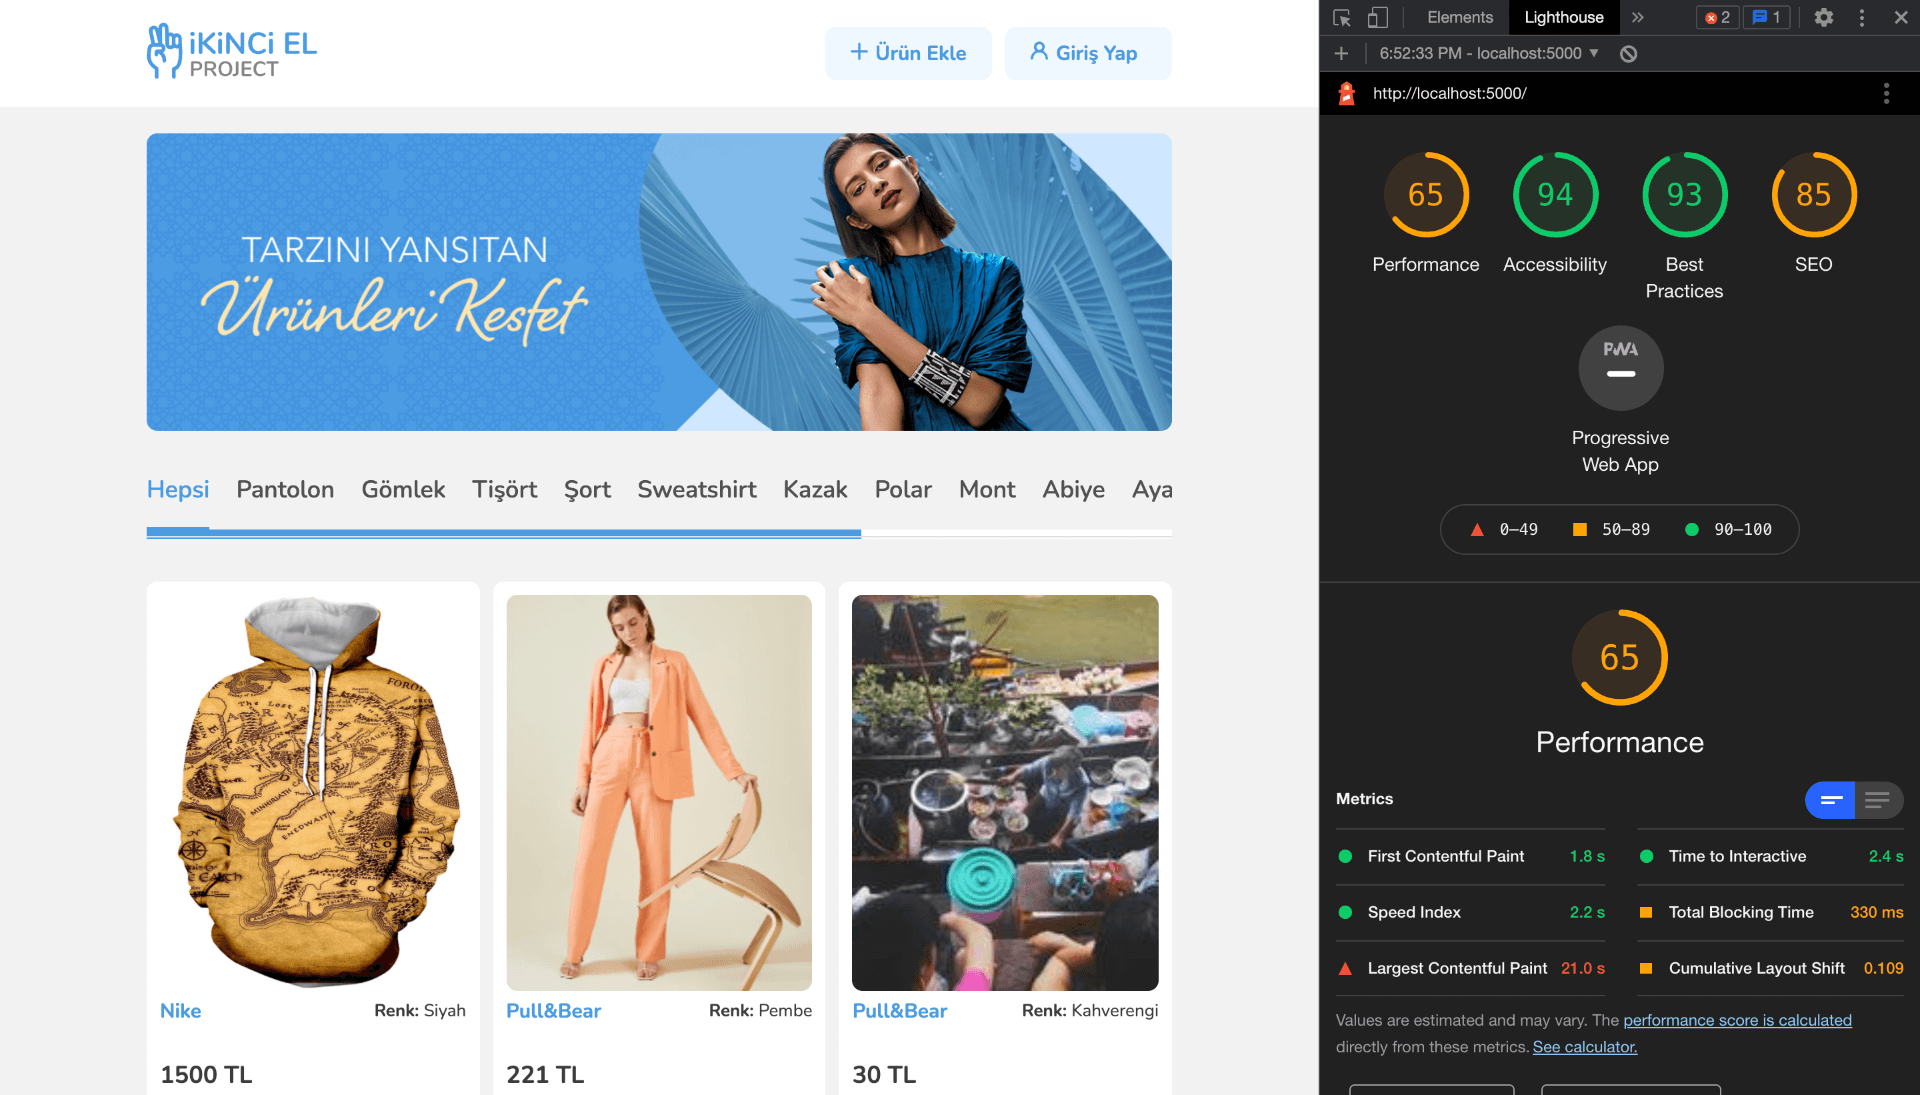 iKiNCi EL
PROJECT
+ Ürün Ekle
Giriş Yap
TARZINI YANSITAN
Ürünleri Keşfet
Hepsi Pantolon Gömlek Tişört Şort Sweatshirt Kazak Polar Mont Abiye Aya
Nike Renk: Siyah
1500 TL
Pull&Bear Renk: Pembe
221 TL
Pull&Bear Renk: Kahverengi
30 TL
Elements Lighthouse 2 1
6:52:33 PM - localhost:5000
http://localhost:5000/
65 94 93 85
Performance Accessibility Best Practices SEO
PWA
Progressive
Web App
0–49 50–89 90–100
65
Performance
Metrics
First Contentful Paint 1.8 s
Time to Interactive 2.4 s
Speed Index 2.2 s
Total Blocking Time 330 ms
Largest Contentful Paint 21.0 s
Cumulative Layout Shift 0.109
Values are estimated and may vary. The performance score is calculated
directly from these metrics. See calculator.